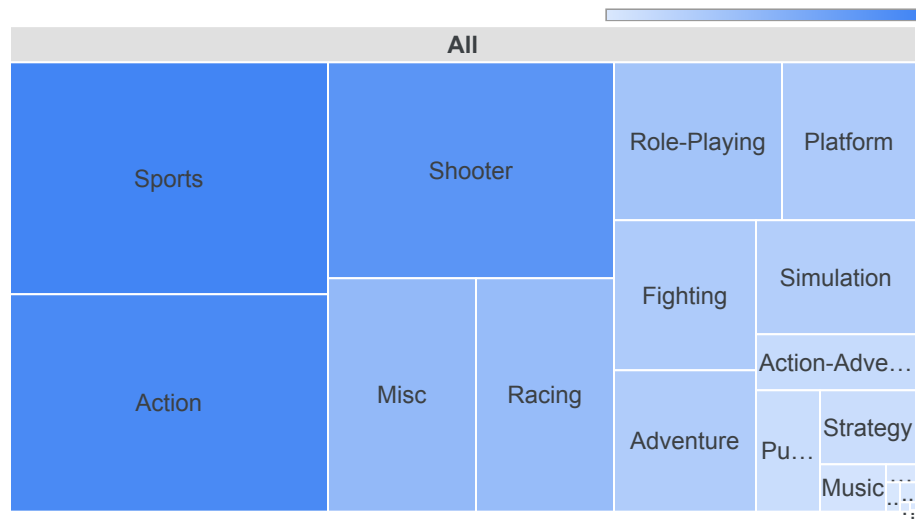 All
Sports
Shooter
Role-Playing
Platform
Action
Misc
Racing
Fighting
Simulation
Action-Adve…
Adventure
Pu…
Strategy
Music
…
..
..
..